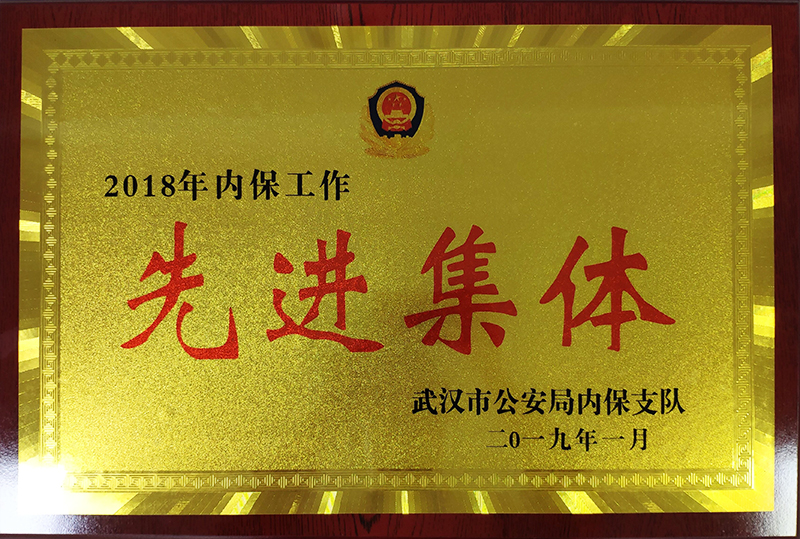 2018年内保工作
先进集体
武汉市公安局内保支队
二0一九年一月